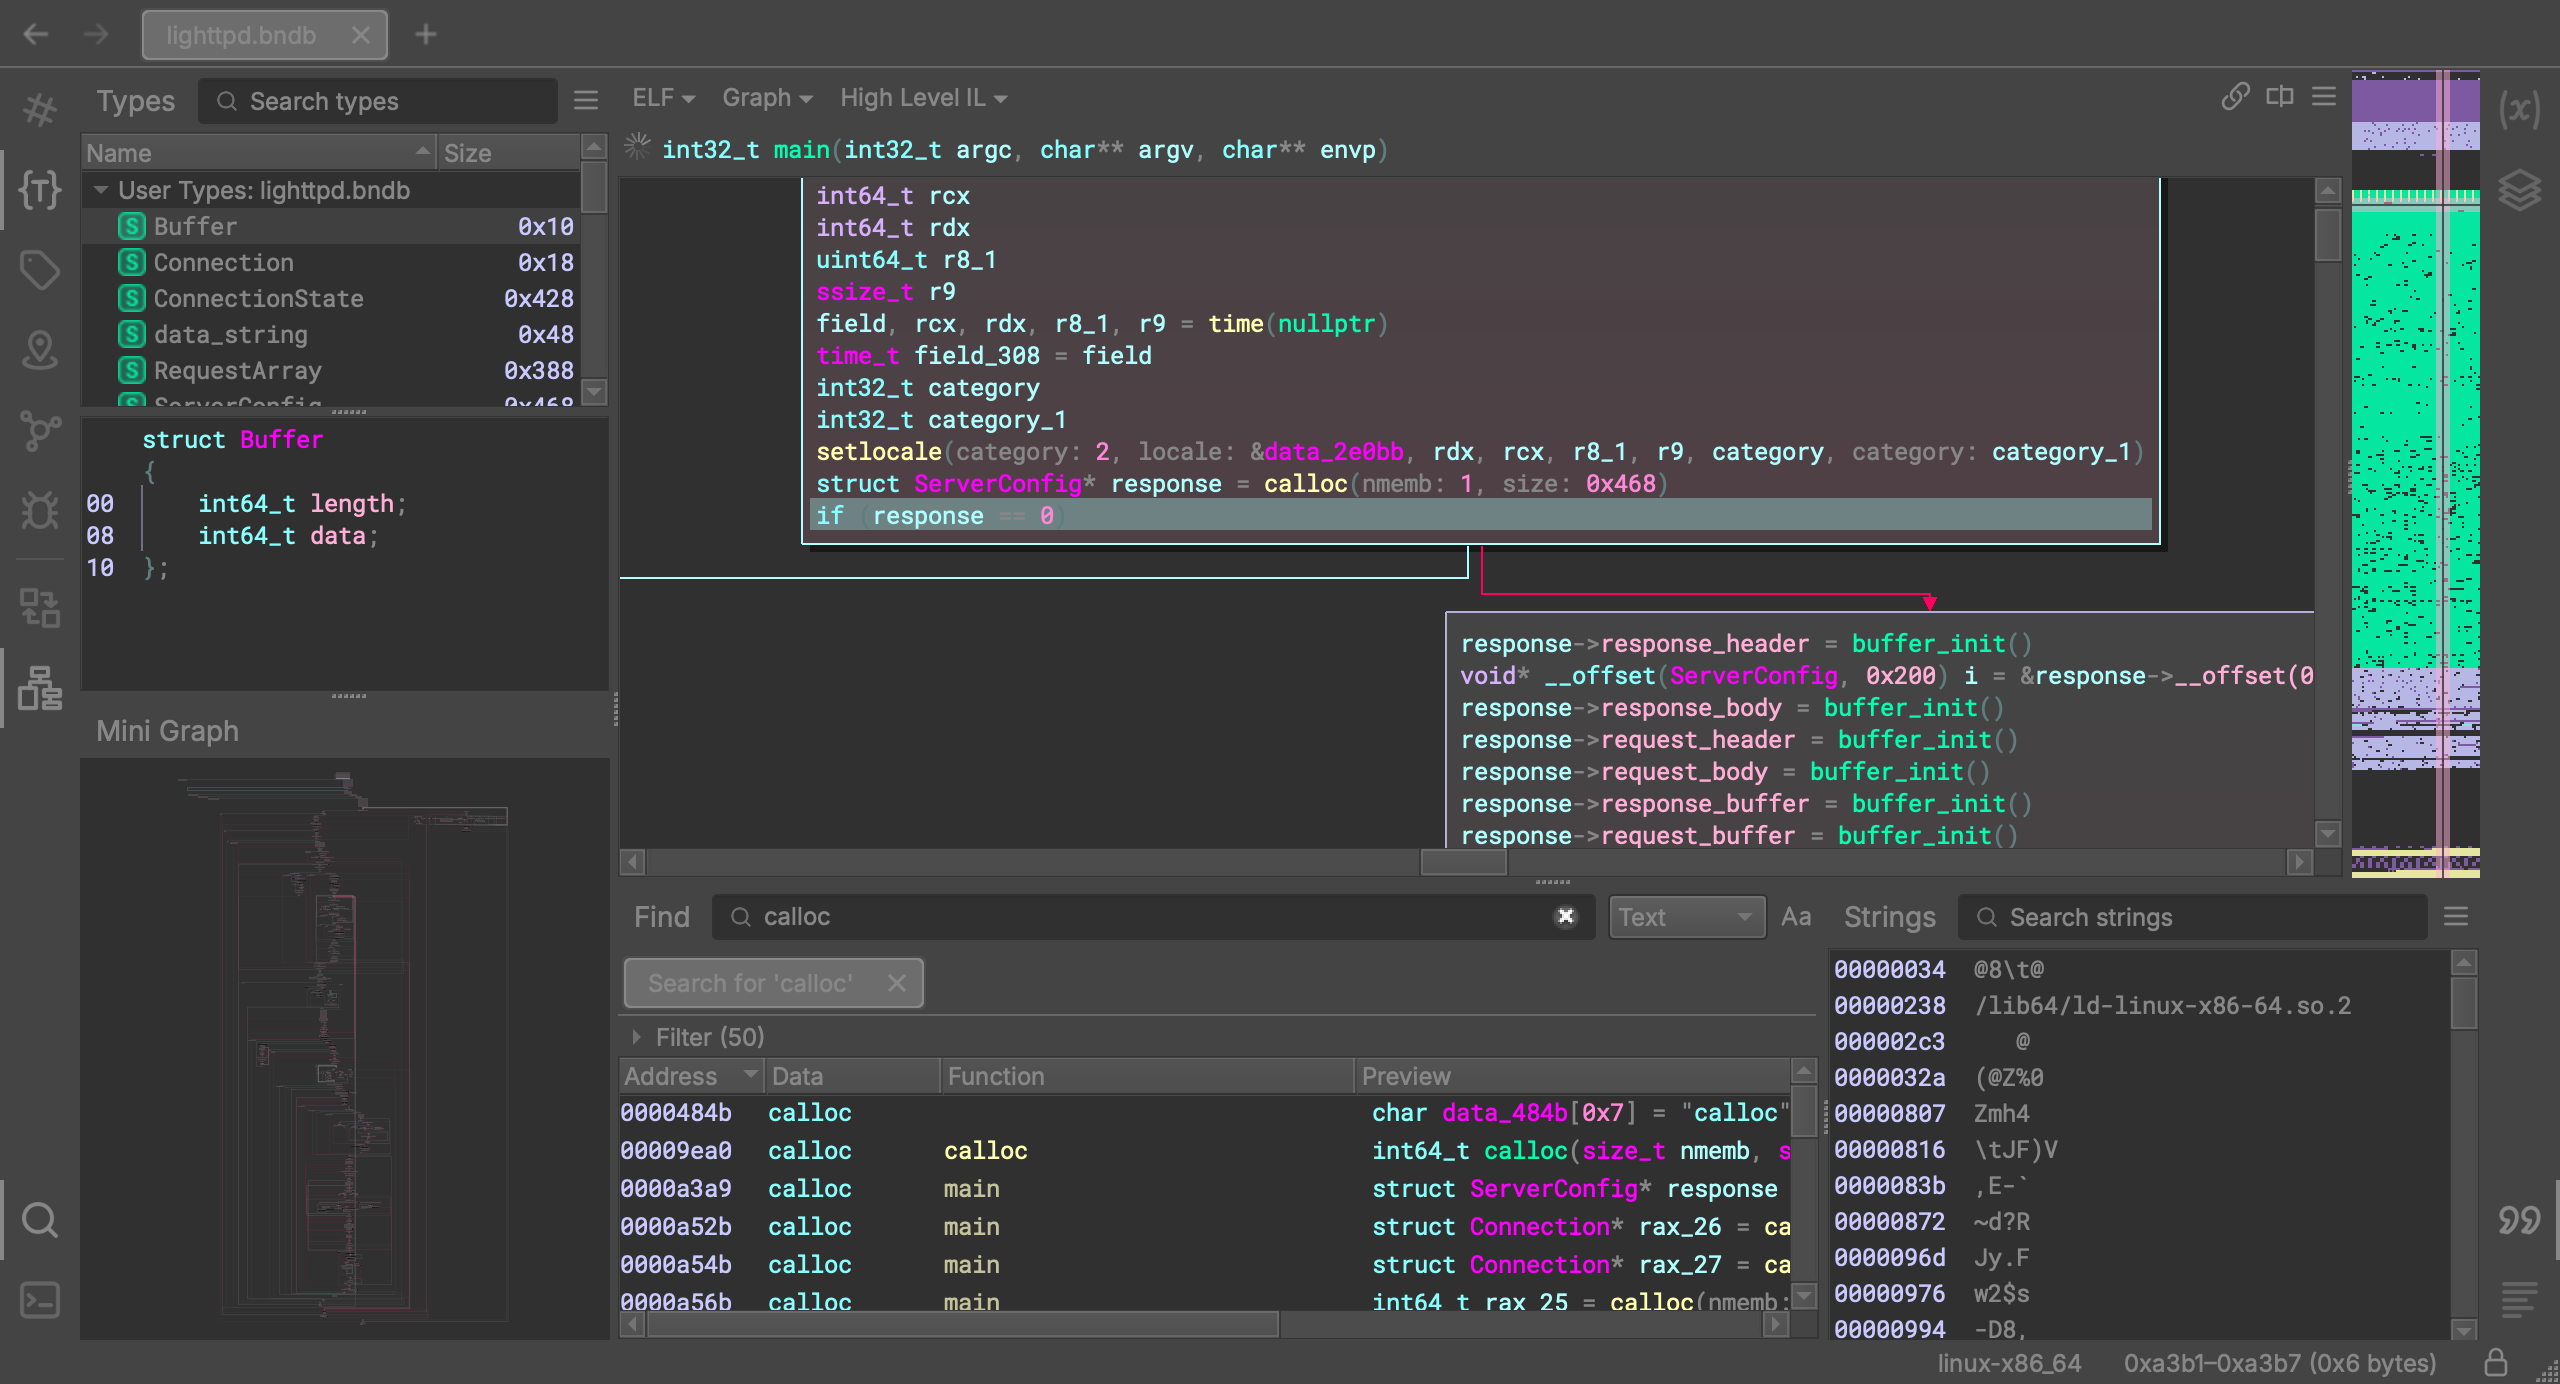 lighttpd.bndb
Types
Search types
Name Size
User Types: lighttpd.bndb
S Buffer 0x10
S Connection 0x18
S ConnectionState 0x428
S data_string 0x48
S RequestArray 0x388
S ServerConfig 0x468
struct Buffer
{
00 int64_t length;
08 int64_t data;
10 };
Mini Graph
ELF Graph High Level IL
int32_t main(int32_t argc, char** argv, char** envp)
int64_t rcx
int64_t rdx
uint64_t r8_1
ssize_t r9
field, rcx, rdx, r8_1, r9 = time(nullptr)
time_t field_308 = field
int32_t category
int32_t category_1
setlocale(category: 2, locale: &data_2e0bb, rdx, rcx, r8_1, r9, category, category: category_1)
struct ServerConfig* response = calloc(nmemb: 1, size: 0x468)
if (response == 0)
response->response_header = buffer_init()
void* __offset(ServerConfig, 0x200) i = &response->__offset(0
response->response_body = buffer_init()
response->request_header = buffer_init()
response->request_body = buffer_init()
response->response_buffer = buffer_init()
response->request_buffer = buffer_init()
Find
calloc
Text
Aa
Search for 'calloc'
Filter (50)
Address Data Function Preview
0000484b calloc char data_484b[0x7] = "calloc"
00009ea0 calloc calloc int64_t calloc(size_t nmemb, s
0000a3a9 calloc main struct ServerConfig* response
0000a52b calloc main struct Connection* rax_26 = ca
0000a54b calloc main struct Connection* rax_27 = ca
0000a56b calloc main int64_t rax_25 = calloc(nmemb:
Strings
Search strings
00000034 @8\t@
00000238 /lib64/ld-linux-x86-64.so.2
000002c3 @
0000032a (@Z%0
00000807 Zmh4
00000816 \tJF)V
0000083b ,E-`
00000872 ~d?R
0000096d Jy.F
00000976 w2$s
00000994 -D8,
linux-x86_64
0xa3b1–0xa3b7 (0x6 bytes)